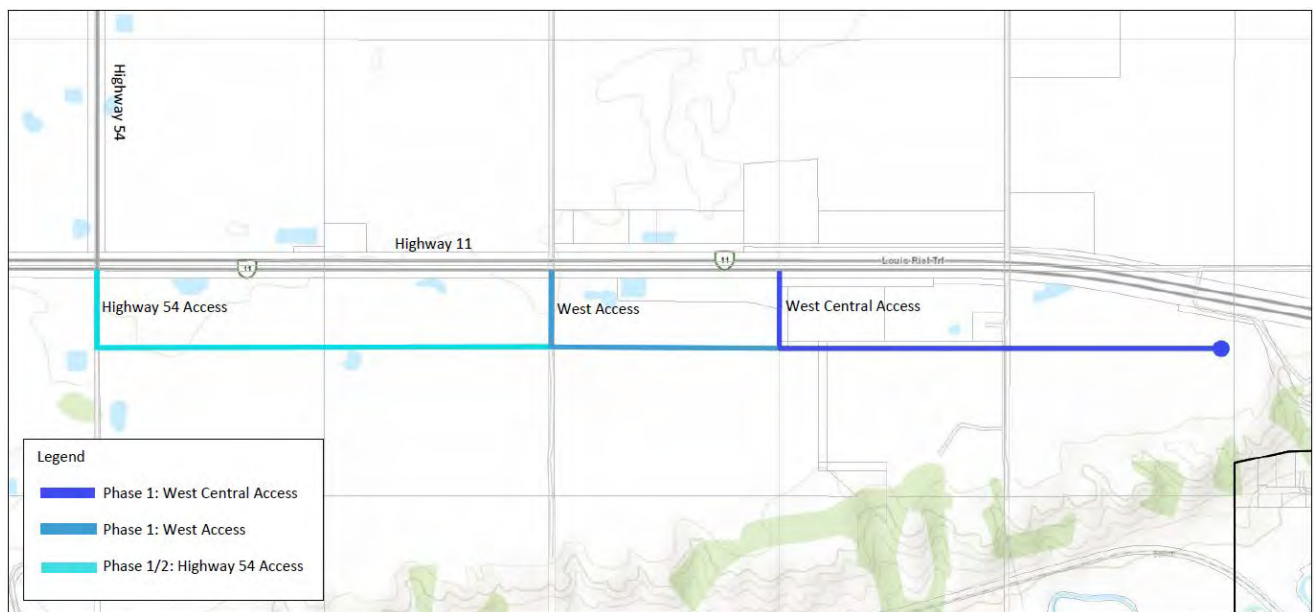 Highway 54
Highway 11
11
11
Louis Riel Trl
Highway 54 Access
West Access
West Central Access
Legend
Phase 1: West Central Access
Phase 1: West Access
Phase 1/2: Highway 54 Access